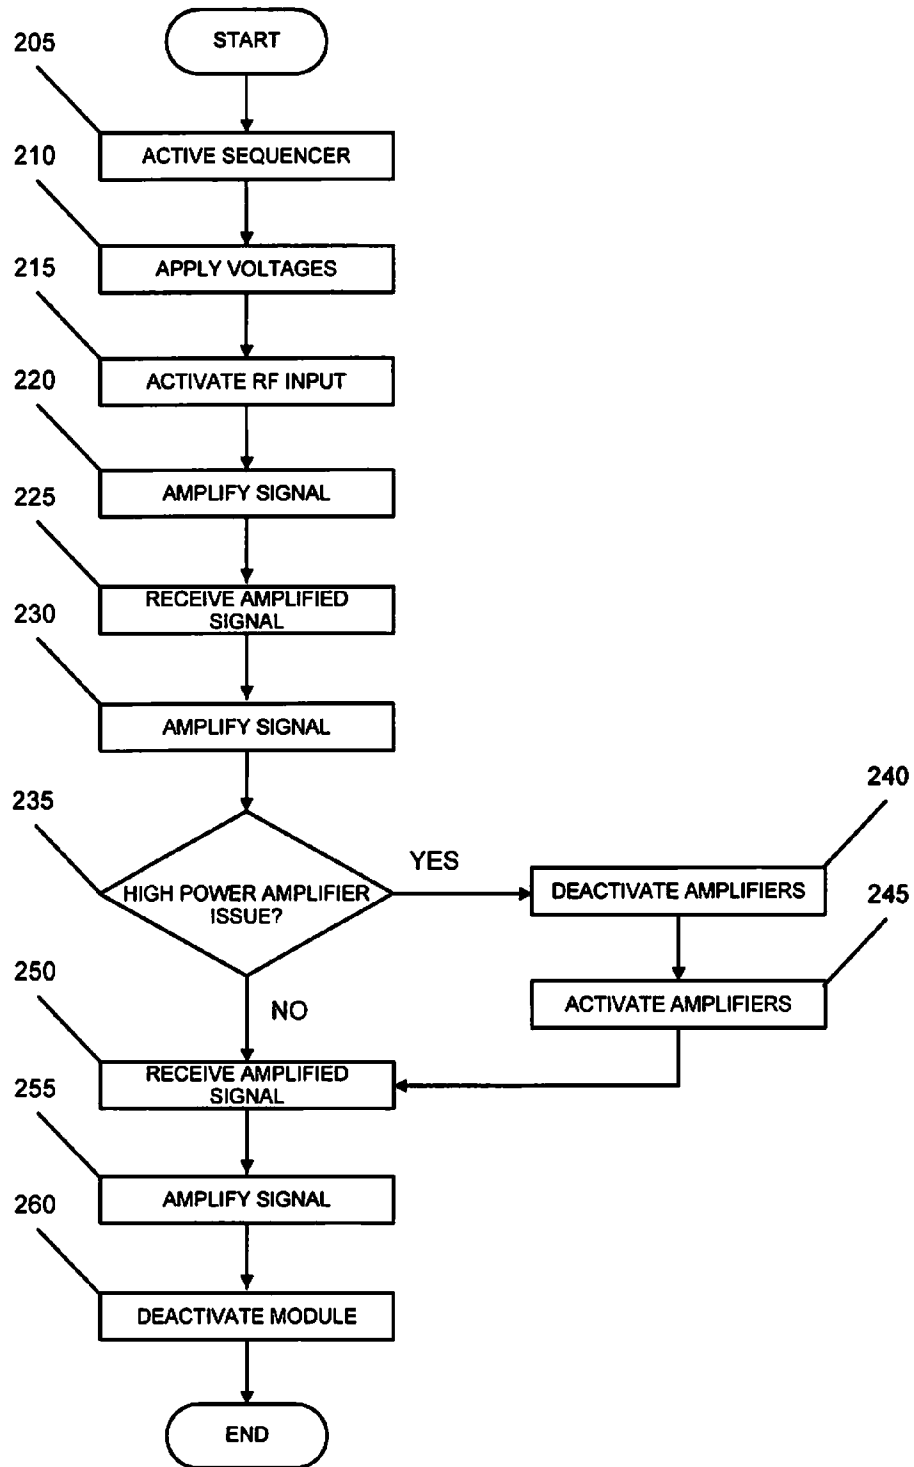 START
205
ACTIVE SEQUENCER
210
APPLY VOLTAGES
215
ACTIVATE RF INPUT
220
AMPLIFY SIGNAL
225
RECEIVE AMPLIFIED
SIGNAL
230
AMPLIFY SIGNAL
235
HIGH POWER AMPLIFIER
ISSUE?
YES
240
DEACTIVATE AMPLIFIERS
245
ACTIVATE AMPLIFIERS
NO
250
RECEIVE AMPLIFIED
SIGNAL
255
AMPLIFY SIGNAL
260
DEACTIVATE MODULE
END